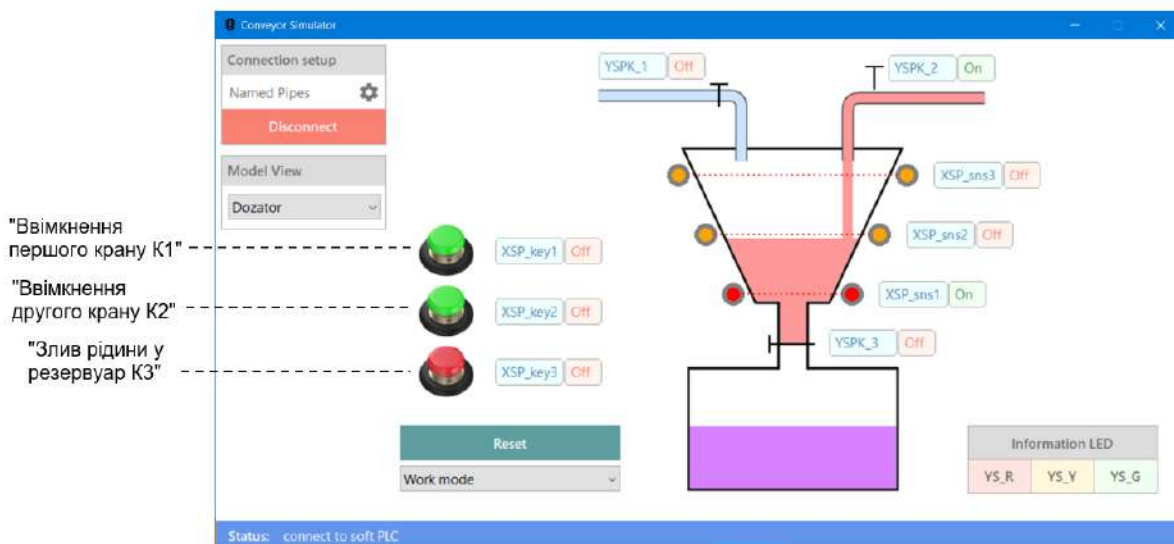 Conveyor Simulator
Connection setup
Named Pipes
Disconnect
Model View
Dozator
"Ввімкнення
першого крану К1"
"Ввімкнення
другого крану К2"
"Злив рідини у
резервуар К3"
XSP_key1 Off
XSP_key2 Off
XSP_key3 Off
Reset
Work mode
YSPK_1 Off
YSPK_2 On
XSP_sns3 Off
XSP_sns2 Off
XSP_sns1 On
YSPK_3 Off
Information LED
YS_R YS_Y YS_G
Status: connect to soft PLC